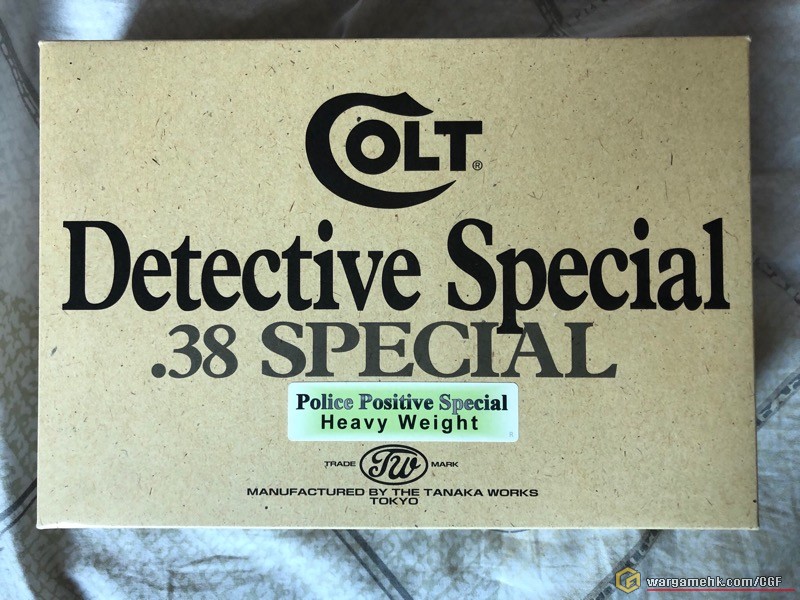 COLT®
Detective Special
.38 SPECIAL
Police Positive Special
Heavy Weight
TRADE TW MARK
MANUFACTURED BY THE TANAKA WORKS
TOKYO
wargamehk.com/CGF